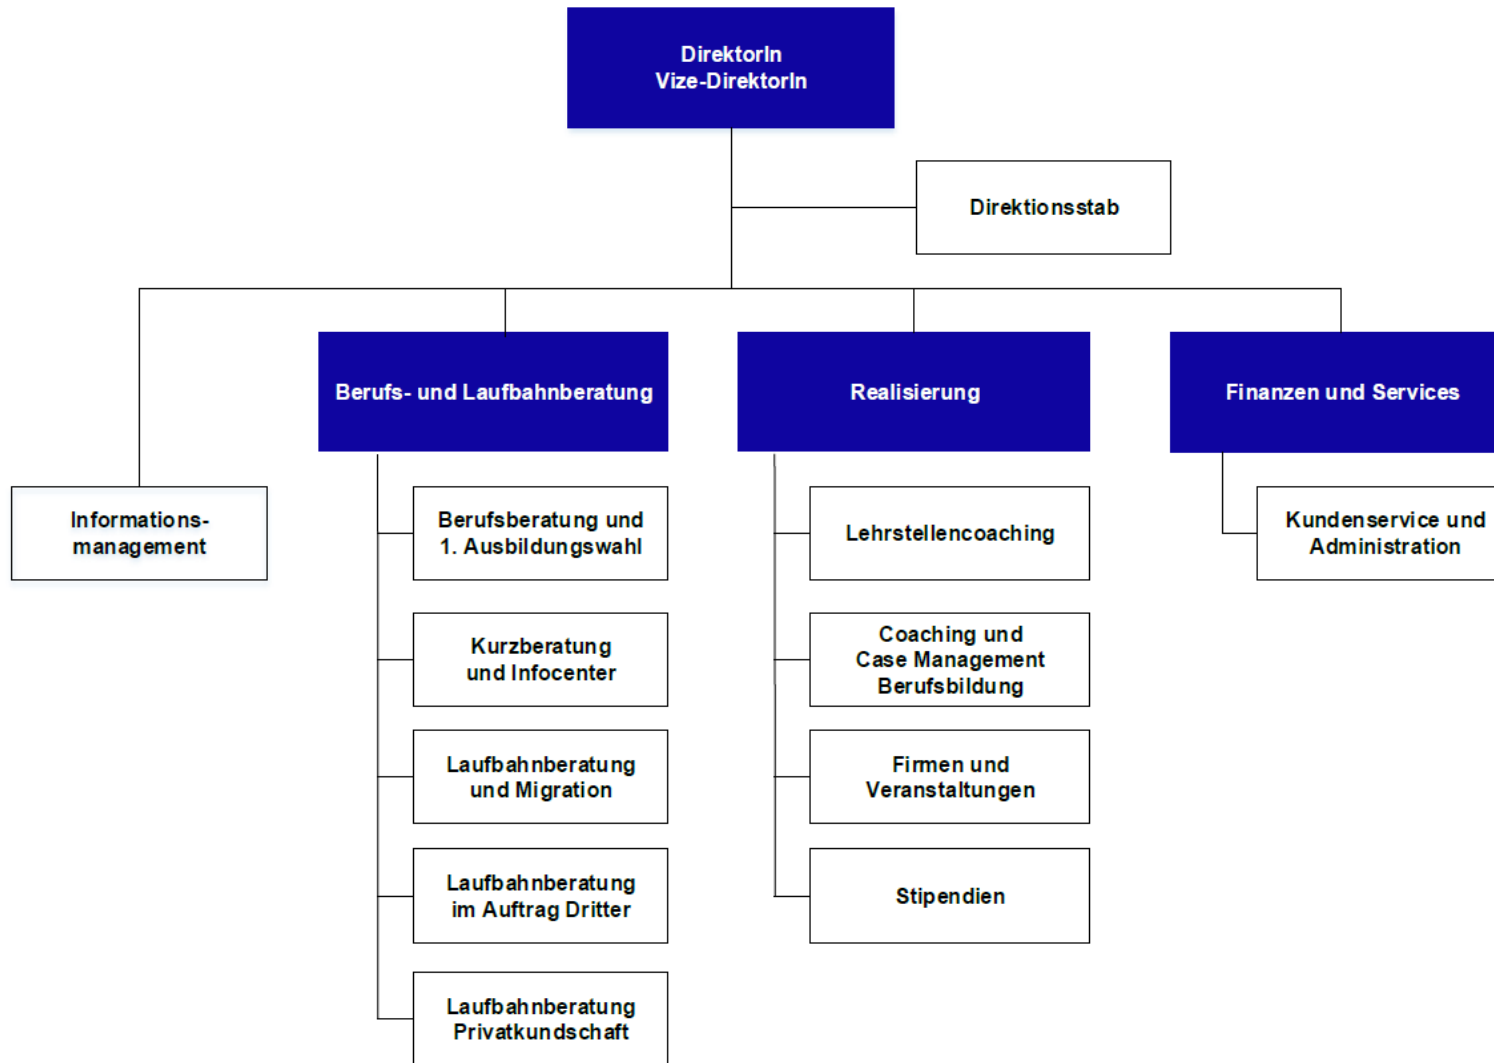 DirektorIn
Vize-DirektorIn
Direktionsstab
Berufs- und Laufbahnberatung
Realisierung
Finanzen und Services
Informations-
management
Berufsberatung und
1. Ausbildungswahl
Kurzberatung
und Infocenter
Laufbahnberatung
und Migration
Laufbahnberatung
im Auftrag Dritter
Laufbahnberatung
Privatkundschaft
Lehrstellencoaching
Coaching und
Case Management
Berufsbildung
Firmen und
Veranstaltungen
Stipendien
Kundenservice und
Administration